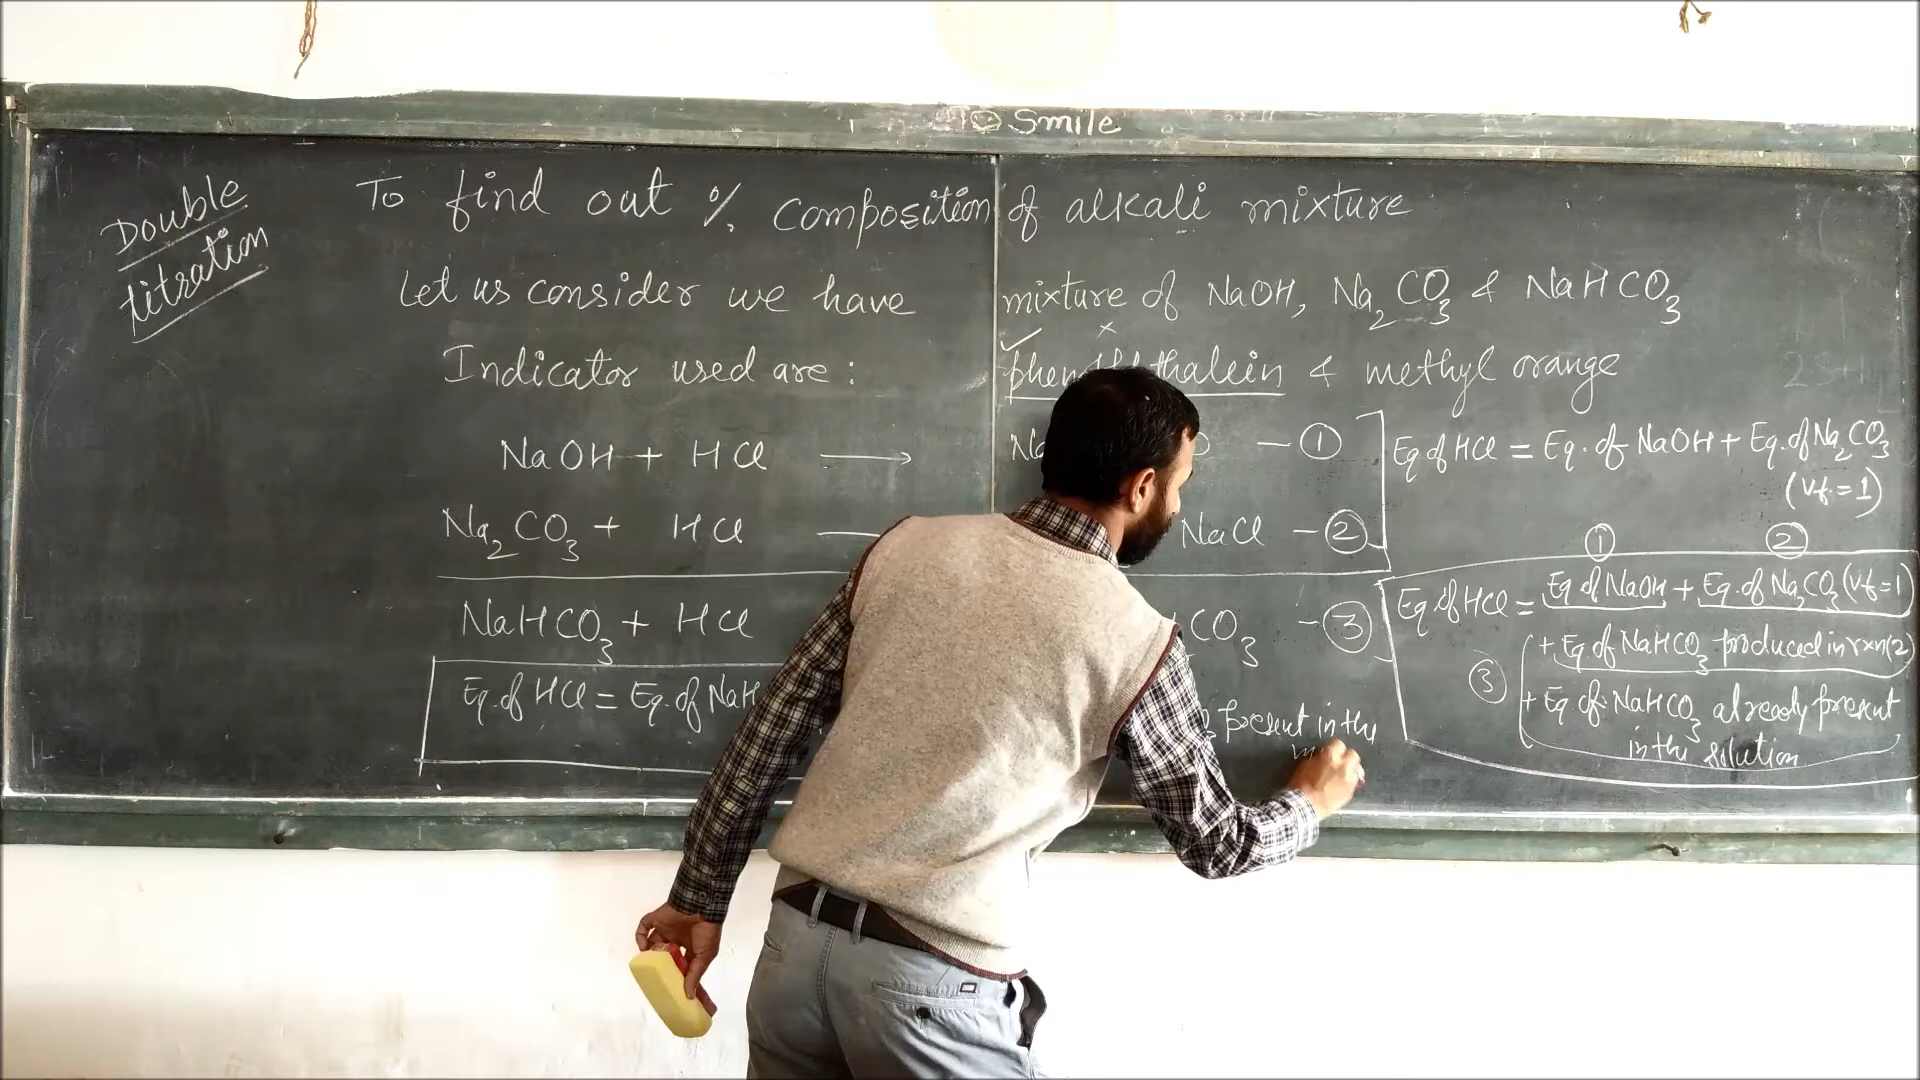 ☺ Smile
Double
titration
To find out % composition of alkali mixture
Let us consider we have mixture of NaOH, Na₂CO₃ & NaHCO₃
Indicator used are : phenolphthalein & methyl orange
NaOH + HCl ⟶ — ①
Na₂CO₃ + HCl NaCl — ②
NaHCO₃ + HCl CO₃ — ③
Eq. of HCl = Eq. of NaH
present in the
Eq of HCl = Eq. of NaOH + Eq. of Na₂CO₃
(v.f. = 1)
① ②
Eq. of HCl = Eq of NaOH + Eq. of Na₂CO₃ (v.f. = 1)
+ Eq of NaHCO₃ produced in rxn (2)
③ + Eq of NaHCO₃ already present
in the solution